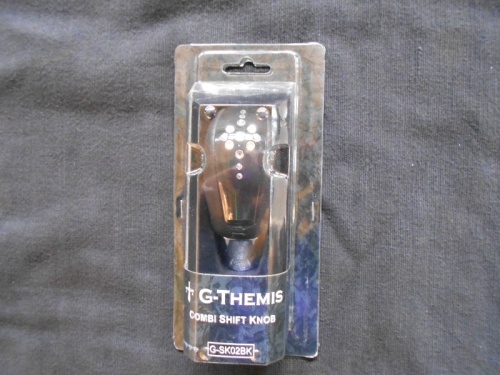 G-THEMIS
COMBI SHIFT KNOB
G-SK02BK